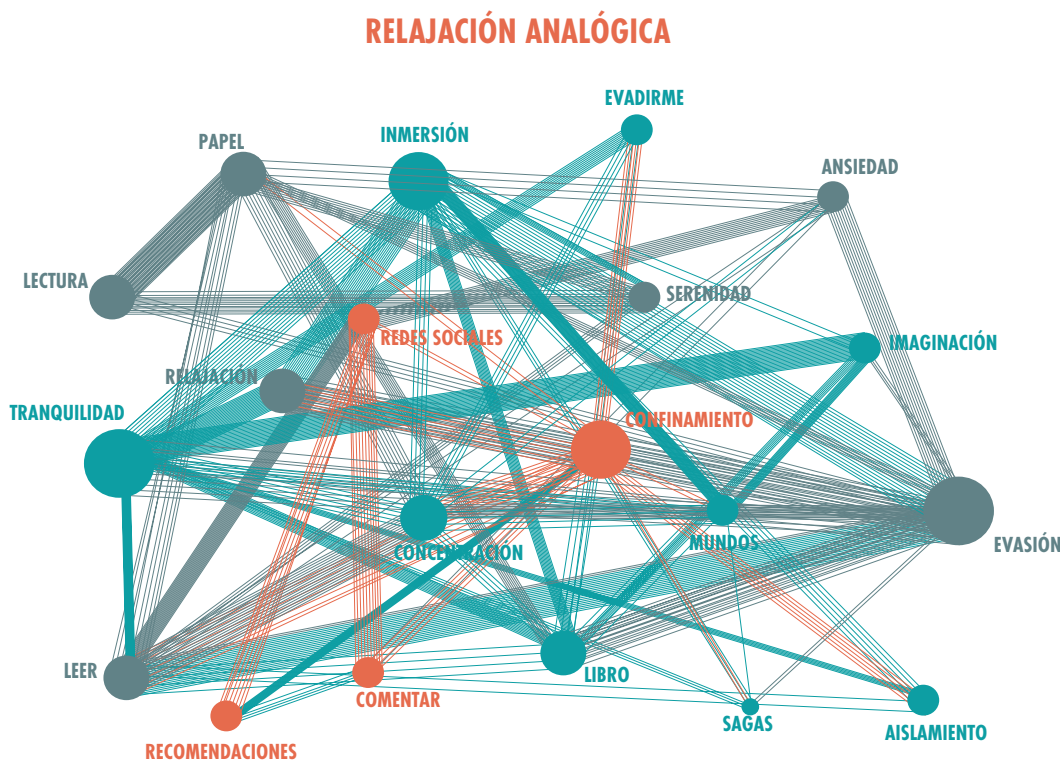 RELAJACIÓN ANALÓGICA
EVADIRME
INMERSIÓN
PAPEL
ANSIEDAD
LECTURA
SERENIDAD
REDES SOCIALES
IMAGINACIÓN
RELAJACIÓN
TRANQUILIDAD
CONFINAMIENTO
MUNDOS
EVASIÓN
CONCENTRACIÓN
LEER
LIBRO
COMENTAR
SAGAS
AISLAMIENTO
RECOMENDACIONES